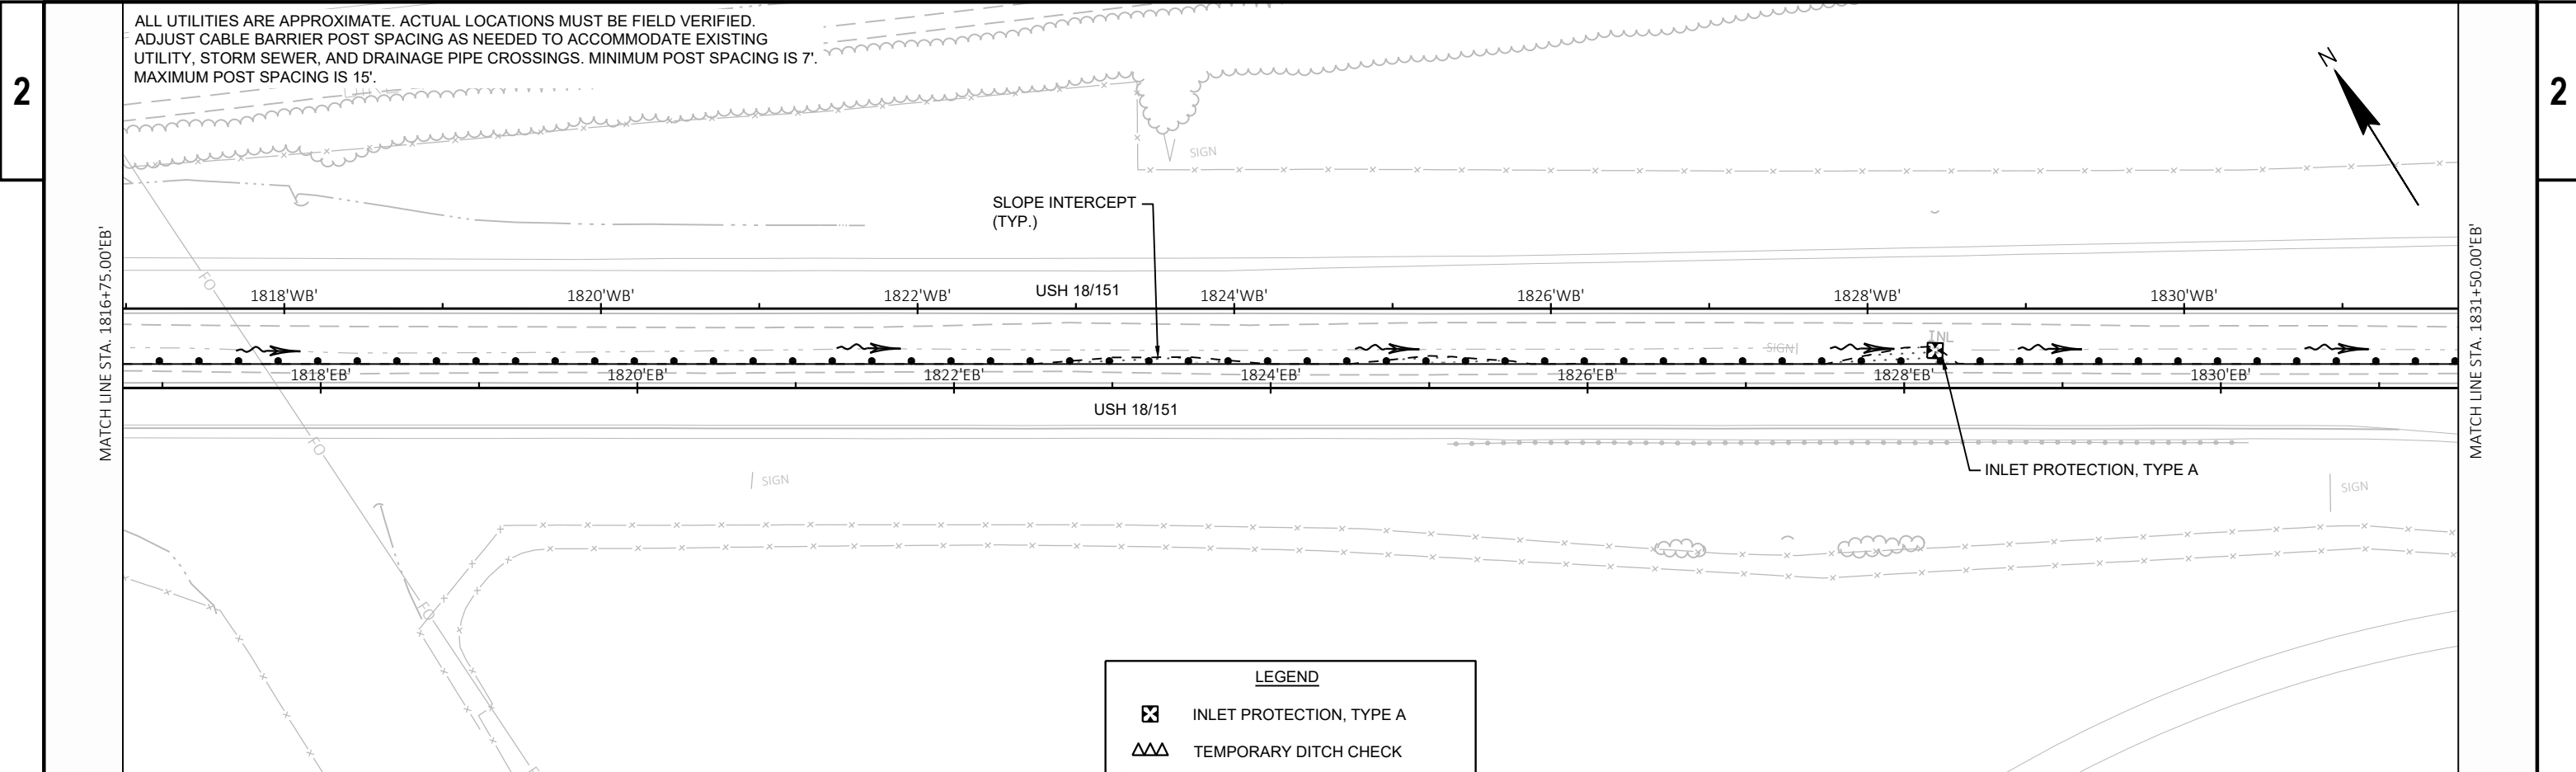 ALL UTILITIES ARE APPROXIMATE. ACTUAL LOCATIONS MUST BE FIELD VERIFIED.
ADJUST CABLE BARRIER POST SPACING AS NEEDED TO ACCOMMODATE EXISTING
UTILITY, STORM SEWER, AND DRAINAGE PIPE CROSSINGS. MINIMUM POST SPACING IS 7'.
MAXIMUM POST SPACING IS 15'.
2
2
N
SIGN
SLOPE INTERCEPT
(TYP.)
MATCH LINE STA. 1816+75.00'EB'
MATCH LINE STA. 1831+50.00'EB'
FO
USH 18/151
1818'WB'
1820'WB'
1822'WB'
1824'WB'
1826'WB'
1828'WB'
1830'WB'
INL
SIGN
1818'EB'
1820'EB'
1822'EB'
1824'EB'
1826'EB'
1828'EB'
1830'EB'
USH 18/151
FO
INLET PROTECTION, TYPE A
SIGN
SIGN
FO
LEGEND
INLET PROTECTION, TYPE A
TEMPORARY DITCH CHECK